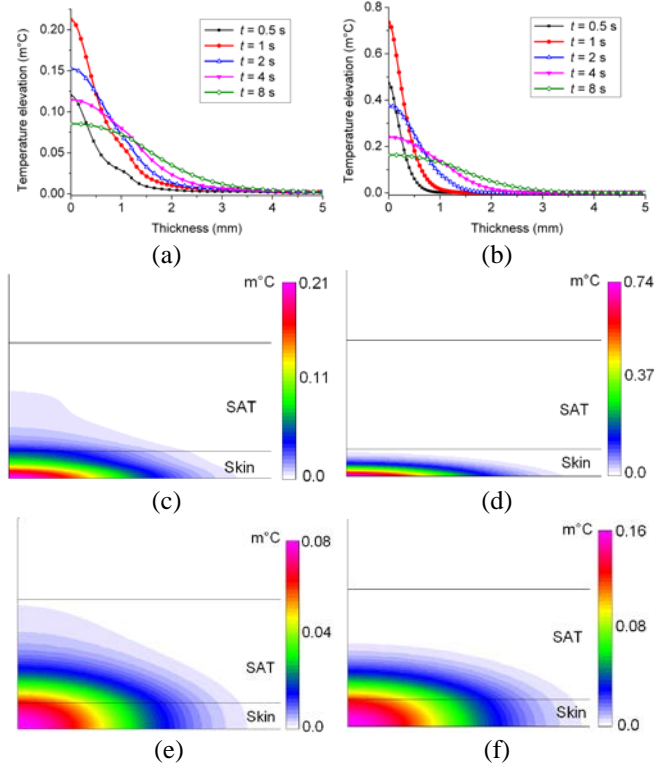 Temperature elevation (m°C)
0.20
0.15
0.10
0.05
0.00
t = 0.5 s
t = 1 s
t = 2 s
t = 4 s
t = 8 s
0 1 2 3 4 5
Thickness (mm)
(a)
Temperature elevation (m°C)
0.8
0.6
0.4
0.2
0.0
t = 0.5 s
t = 1 s
t = 2 s
t = 4 s
t = 8 s
0 1 2 3 4 5
Thickness (mm)
(b)
m°C
0.21
0.11
0.0
SAT
Skin
(c)
m°C
0.74
0.37
0.0
SAT
Skin
(d)
m°C
0.08
0.04
0.0
SAT
Skin
(e)
m°C
0.16
0.08
0.0
SAT
Skin
(f)